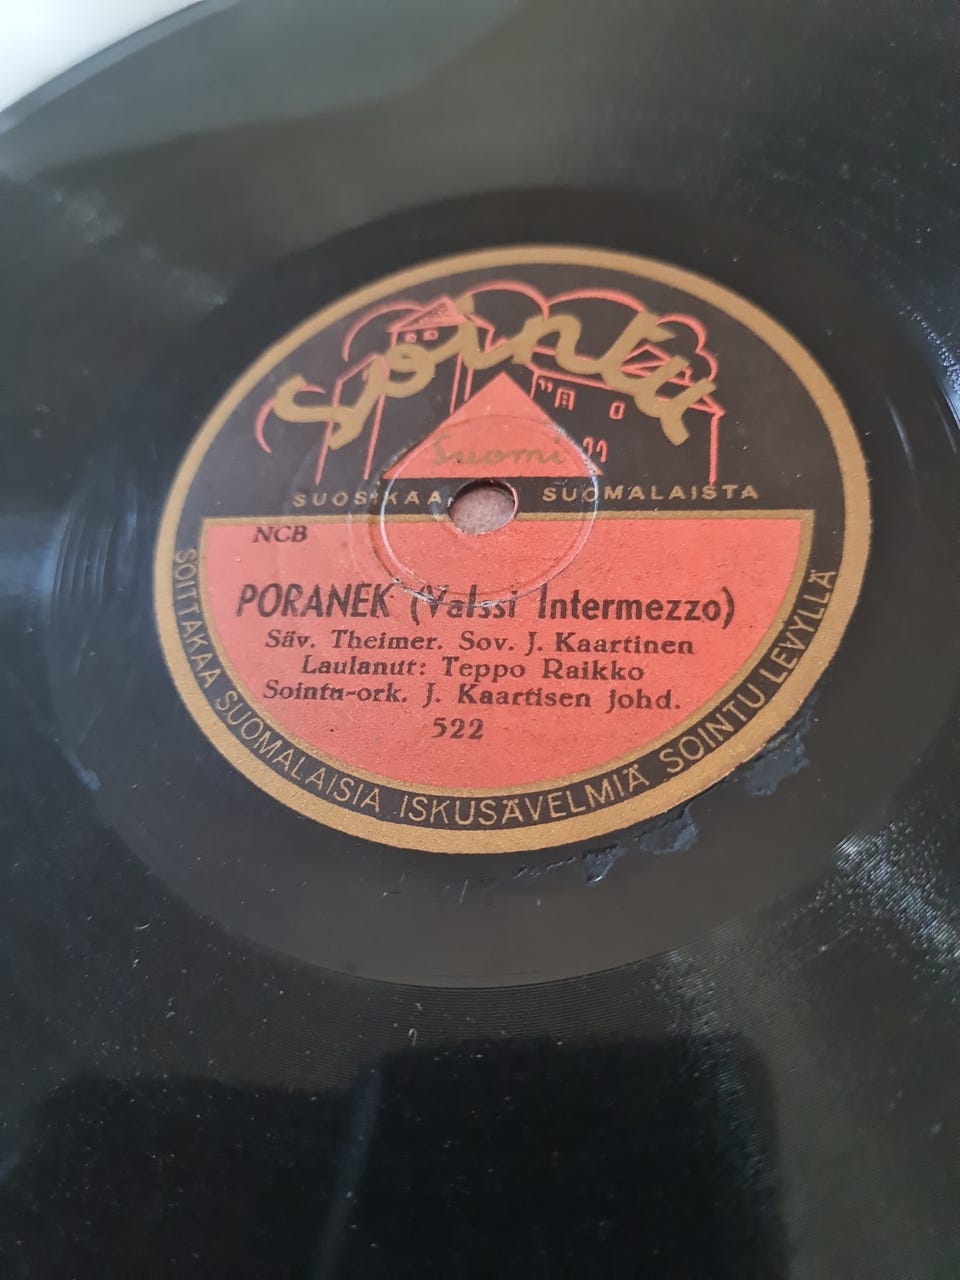 Sointu
Suomi
SUOSIKAA SUOMALAISTA
NCB
PORANEK (Valssi Intermezzo)
Säv. Theimer. Sov. J. Kaartinen
Laulanut: Teppo Raikko
Sointu-ork. J. Kaartisen johd.
522
SOITTAKAA SUOMALAISIA ISKUSÄVELMIÄ SOINTU LEVYLLÄ